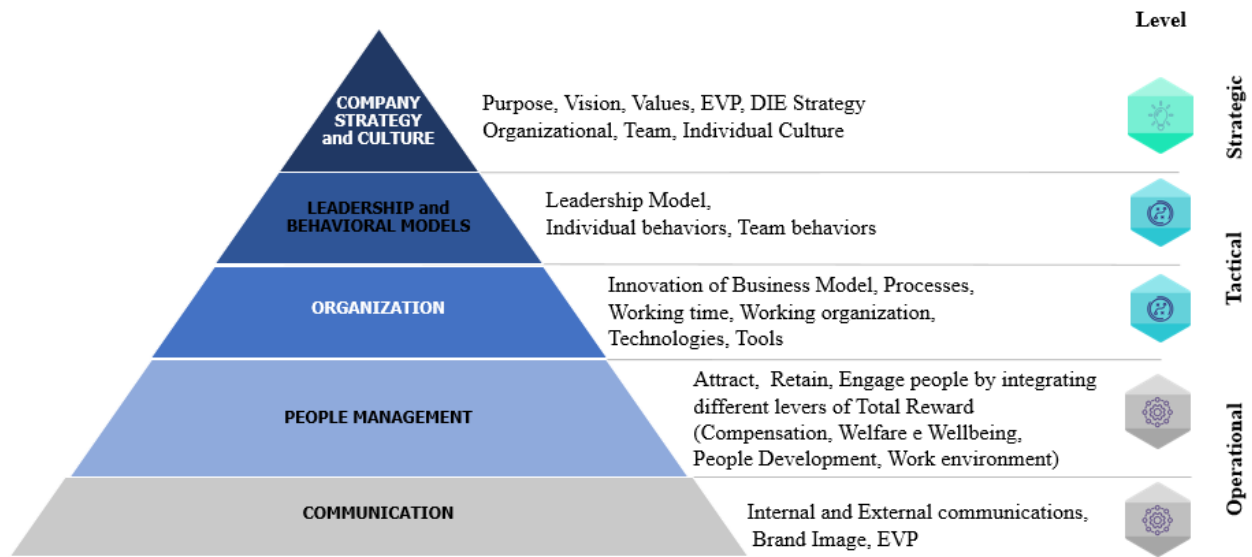 Level
COMPANY
STRATEGY
and CULTURE
Purpose, Vision, Values, EVP, DIE Strategy
Organizational, Team, Individual Culture
Strategic
LEADERSHIP and
BEHAVIORAL MODELS
Leadership Model,
Individual behaviors, Team behaviors
Tactical
ORGANIZATION
Innovation of Business Model, Processes,
Working time, Working organization,
Technologies, Tools
PEOPLE MANAGEMENT
Attract, Retain, Engage people by integrating
different levers of Total Reward
(Compensation, Welfare e Wellbeing,
People Development, Work environment)
Operational
COMMUNICATION
Internal and External communications,
Brand Image, EVP